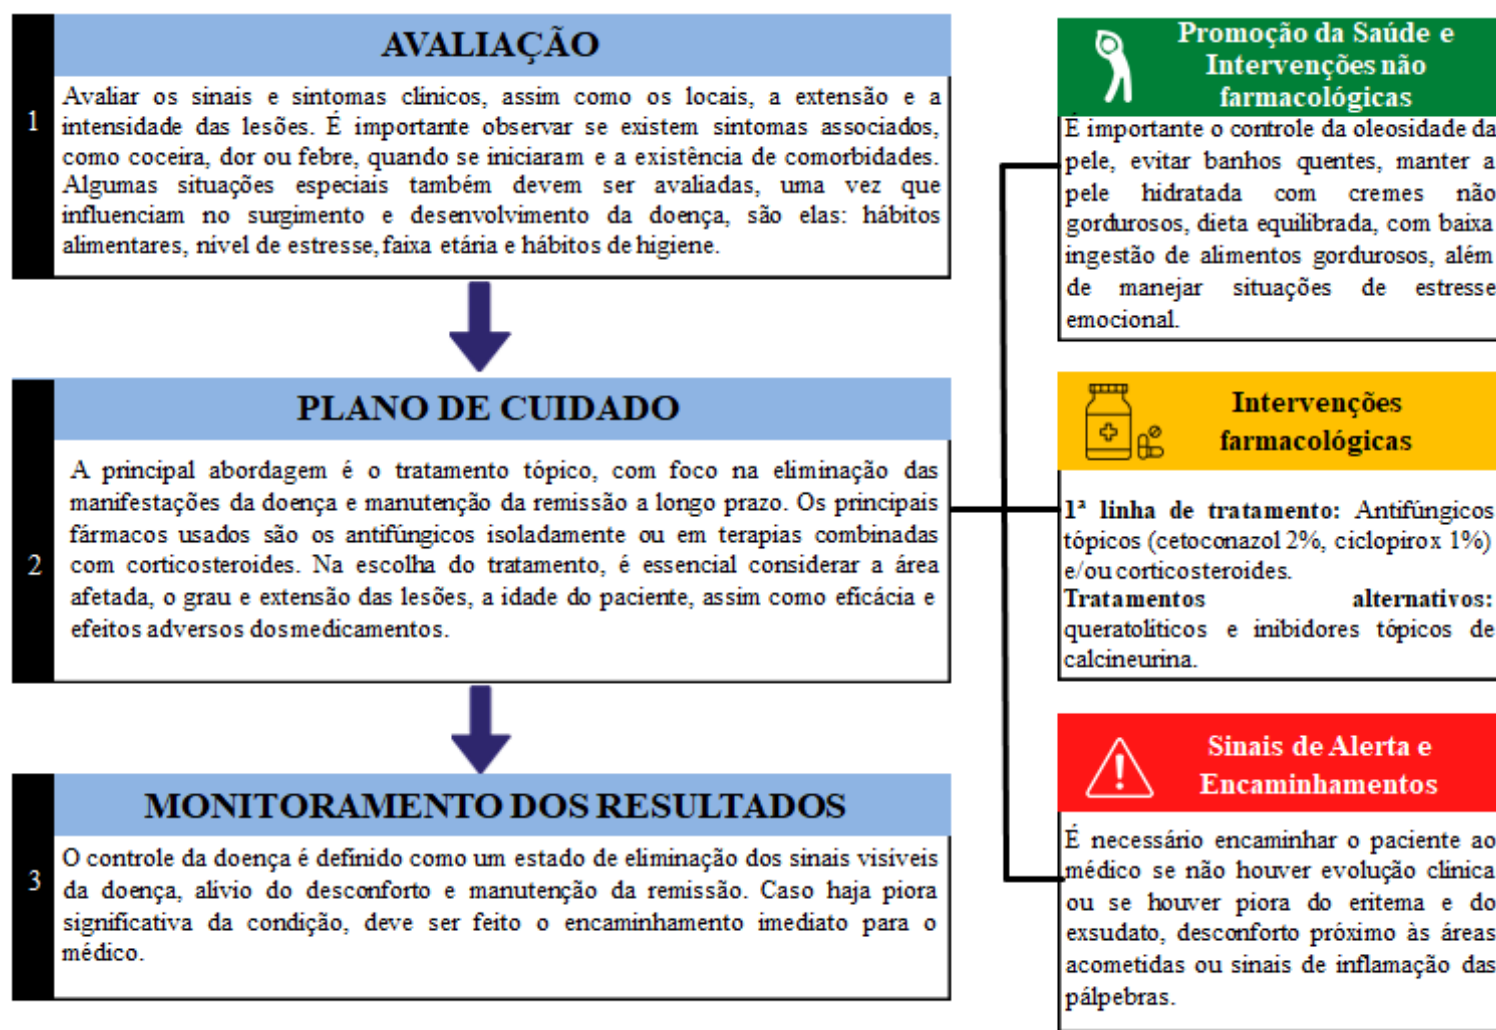 AVALIAÇÃO
1
Avaliar os sinais e sintomas clínicos, assim como os locais, a extensão e a
intensidade das lesões. É importante observar se existem sintomas associados,
como coceira, dor ou febre, quando se iniciaram e a existência de comorbidades.
Algumas situações especiais também devem ser avaliadas, uma vez que
influenciam no surgimento e desenvolvimento da doença, são elas: hábitos
alimentares, nível de estresse, faixa etária e hábitos de higiene.
PLANO DE CUIDADO
2
A principal abordagem é o tratamento tópico, com foco na eliminação das
manifestações da doença e manutenção da remissão a longo prazo. Os principais
fármacos usados são os antifúngicos isoladamente ou em terapias combinadas
com corticosteroides. Na escolha do tratamento, é essencial considerar a área
afetada, o grau e extensão das lesões, a idade do paciente, assim como eficácia e
efeitos adversos dos medicamentos.
MONITORAMENTO DOS RESULTADOS
3
O controle da doença é definido como um estado de eliminação dos sinais visíveis
da doença, alívio do desconforto e manutenção da remissão. Caso haja piora
significativa da condição, deve ser feito o encaminhamento imediato para o
médico.
Promoção da Saúde e
Intervenções não
farmacológicas
É importante o controle da oleosidade da
pele, evitar banhos quentes, manter a
pele hidratada com cremes não
gordurosos, dieta equilibrada, com baixa
ingestão de alimentos gordurosos, além
de manejar situações de estresse
emocional.
Intervenções
farmacológicas
1ª linha de tratamento: Antifúngicos
tópicos (cetoconazol 2%, ciclopirox 1%)
e/ou corticosteroides.
Tratamentos alternativos:
queratolíticos e inibidores tópicos de
calcineurina.
Sinais de Alerta e
Encaminhamentos
É necessário encaminhar o paciente ao
médico se não houver evolução clínica
ou se houver piora do eritema e do
exsudato, desconforto próximo às áreas
acometidas ou sinais de inflamação das
pálpebras.